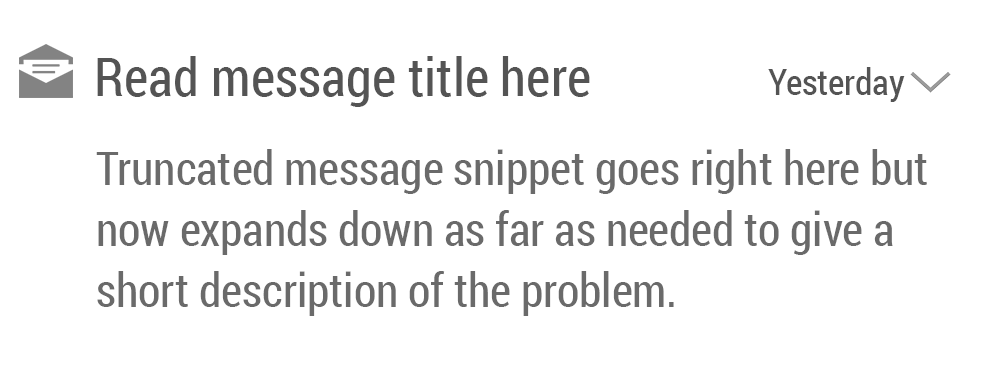 Read message title here
Yesterday
Truncated message snippet goes right here but
now expands down as far as needed to give a
short description of the problem.